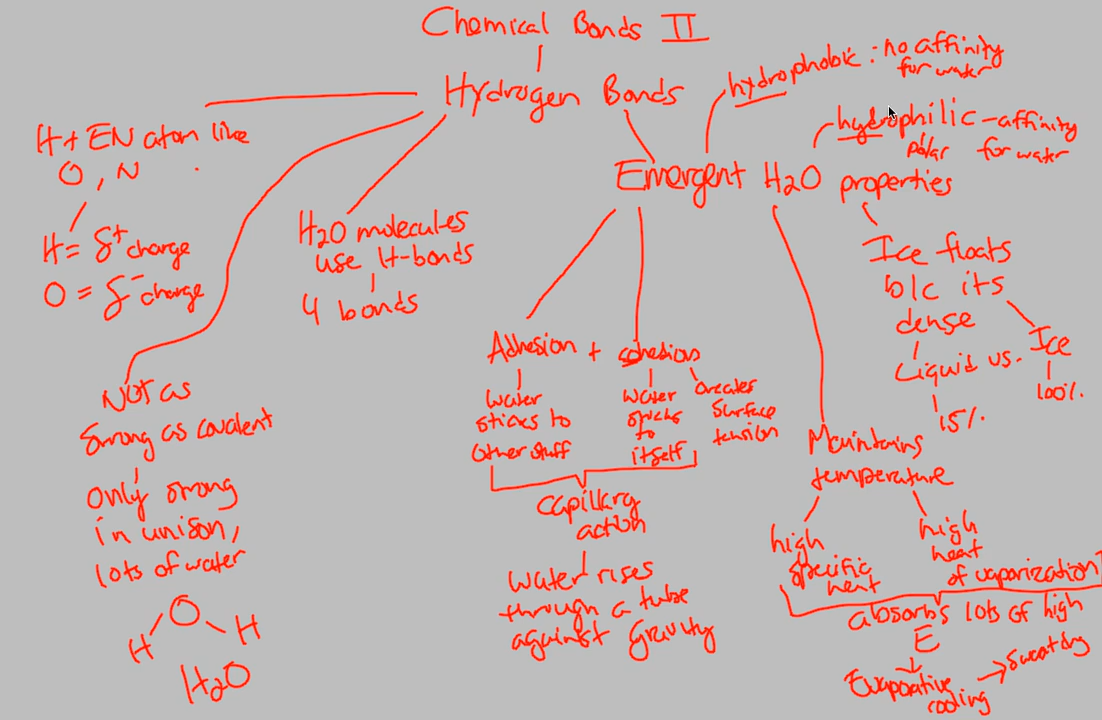 Chemical Bonds II
Hydrogen Bonds
hydrophobic : no affinity
for water
hydrophilic - affinity
polar for water
H + EN atom like
O, N
H = δ+ charge
O = δ- charge
H2O molecules
use H-bonds
4 bonds
Emergent H2O properties
Ice floats
b/c its
dense
Liquid vs. Ice
15%
100%
Not as
strong as covalent
Only strong
in unison,
lots of water
O
H H
H2O
Adhesion + cohesion
water
sticks to
other stuff
water
sticks
to
itself
Creates
surface
tension
capillary
action
water rises
through a tube
against gravity
Maintains
temperature
high
specific
heat
high
heat
of vaporization
absorbs lots of high
E
Evaporative
cooling
sweating